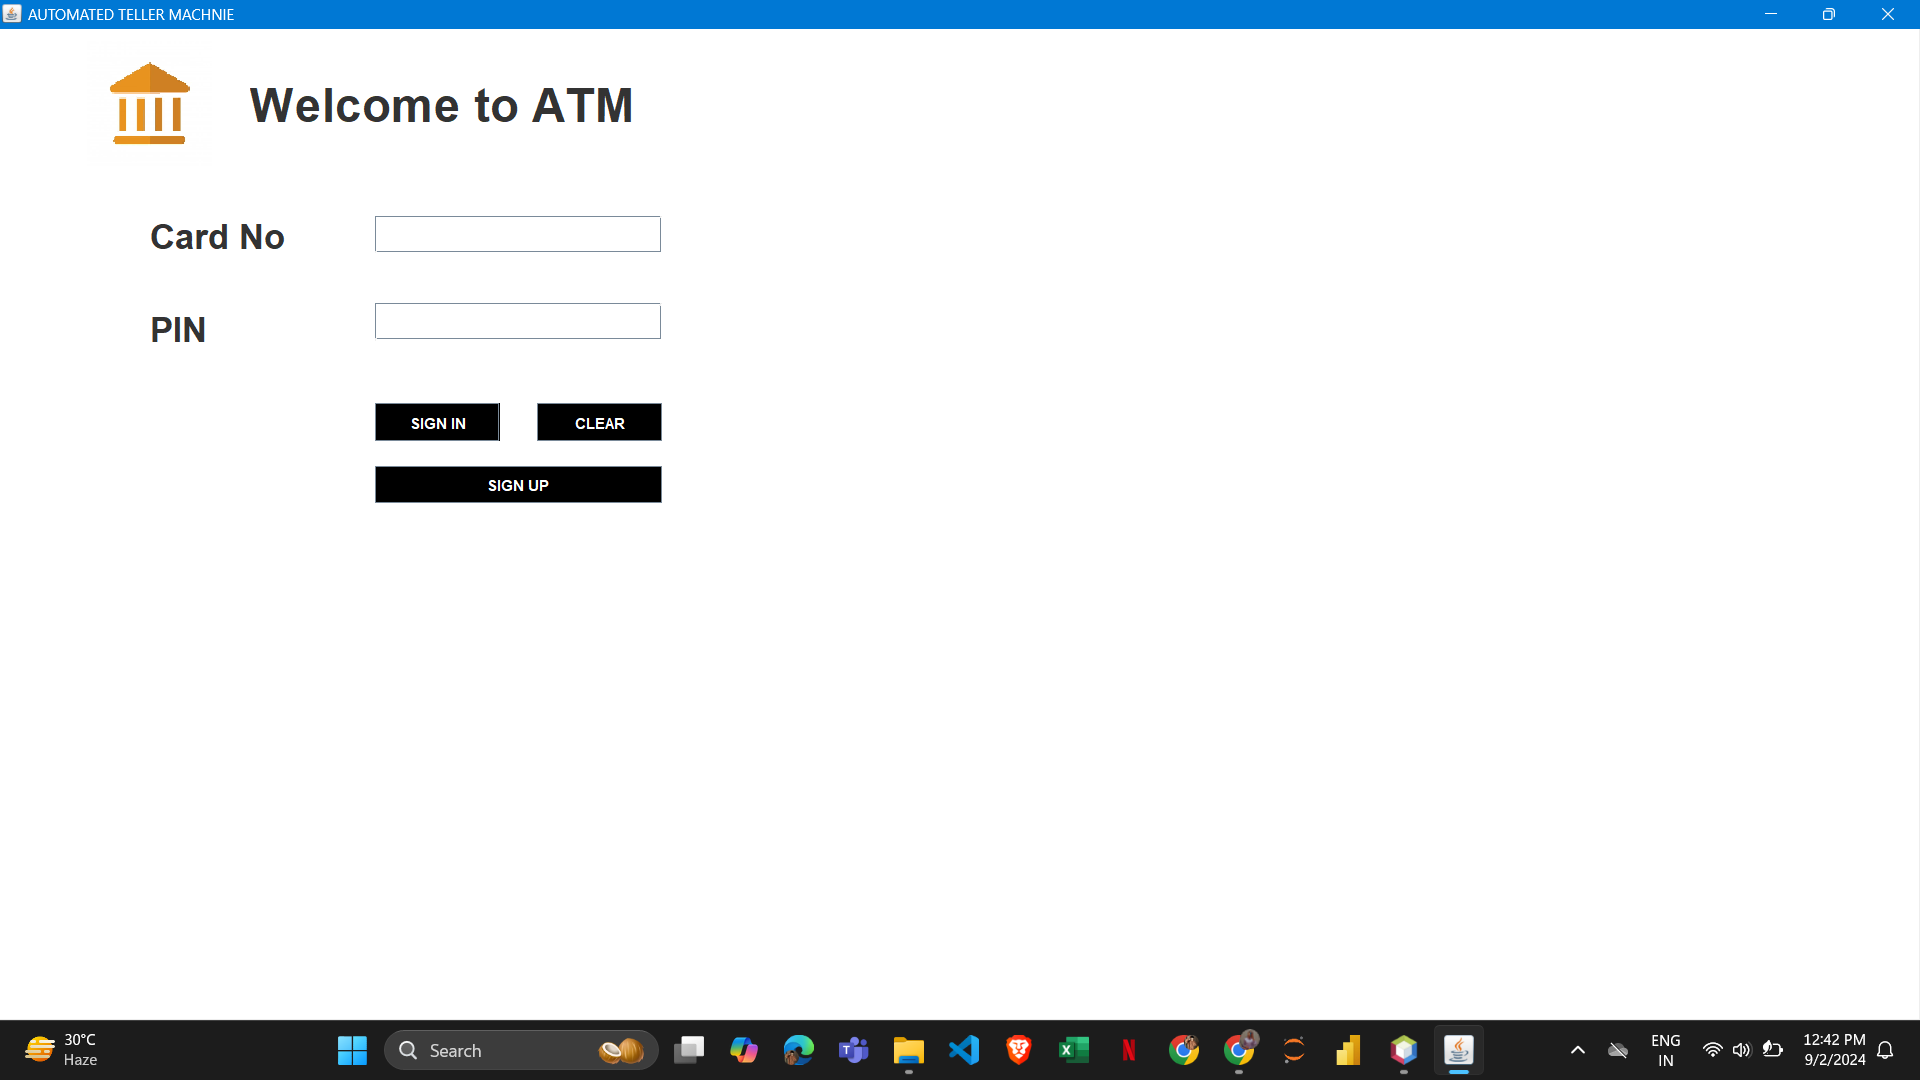 AUTOMATED TELLER MACHNIE
Welcome to ATM
Card No
PIN
SIGN IN CLEAR
SIGN UP
30°C
Haze
Search
ENG
IN
12:42 PM
9/2/2024